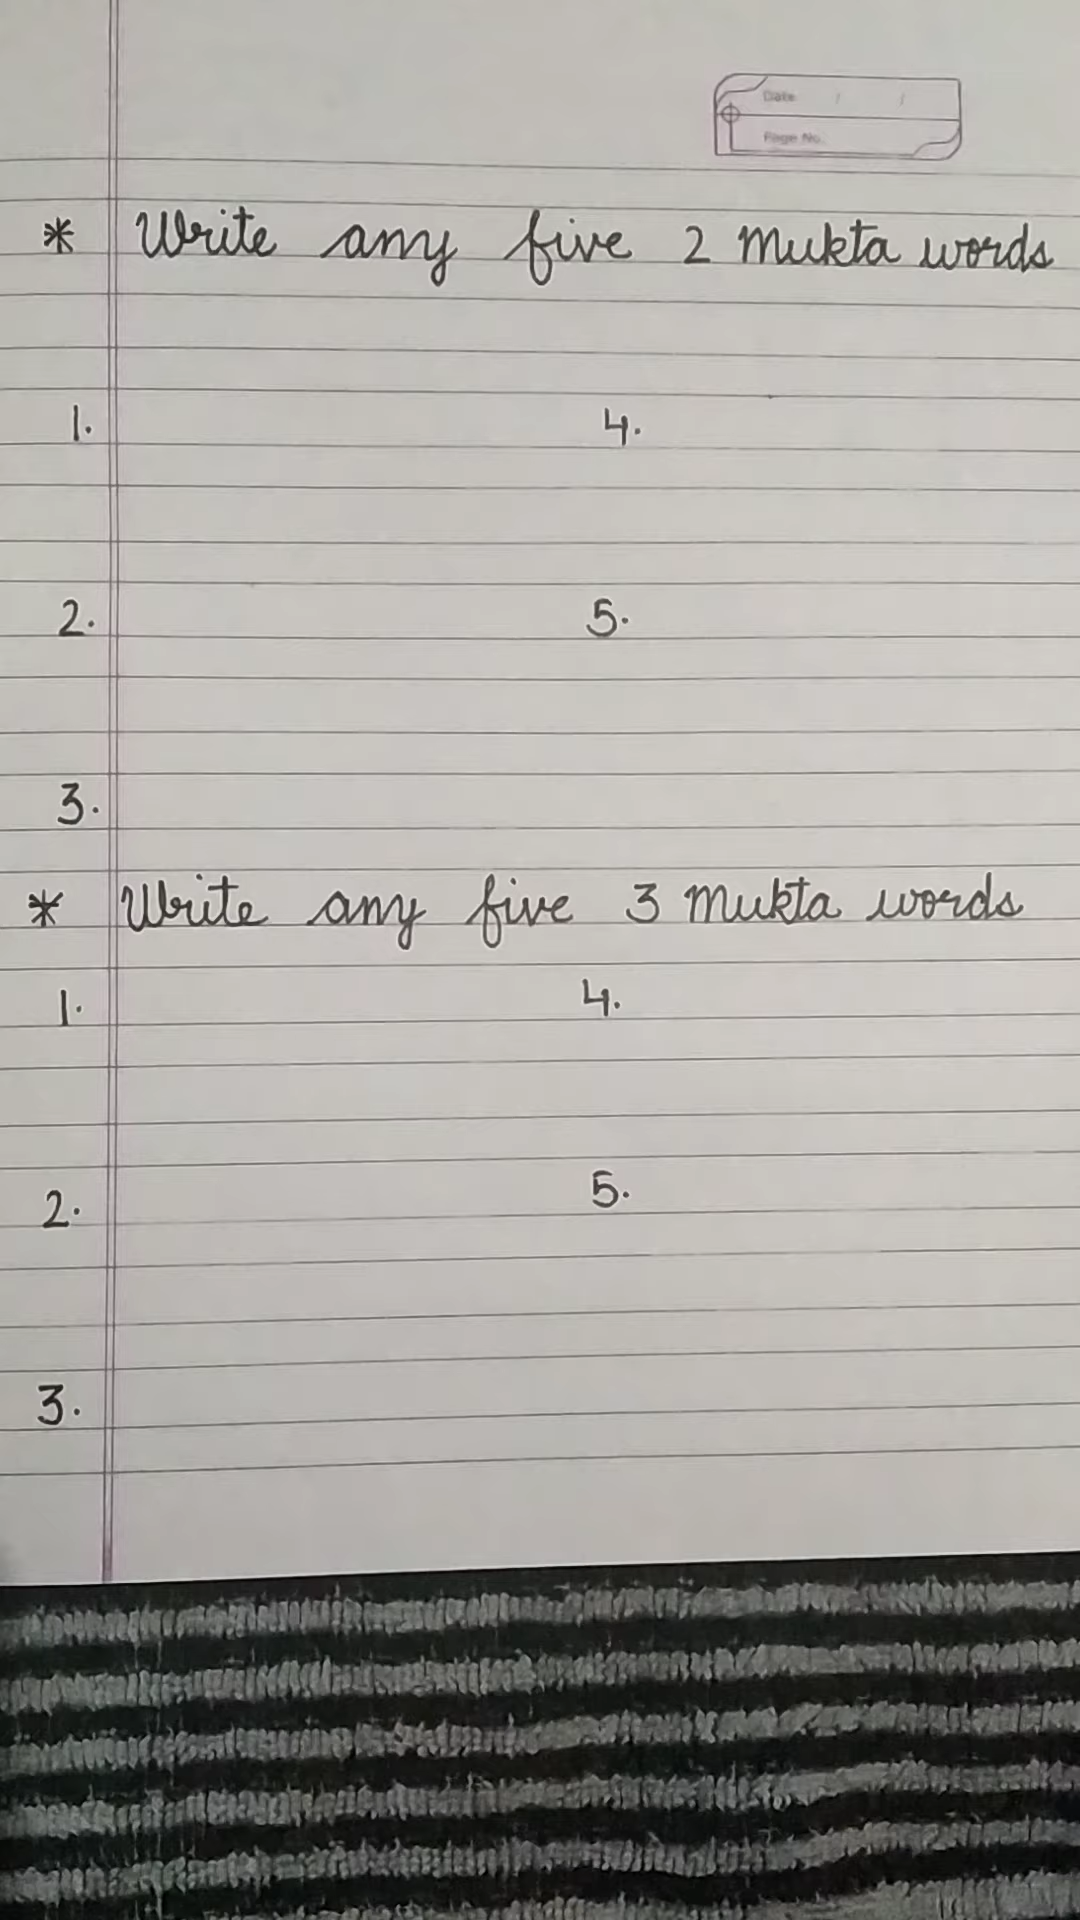 Date / /
Page No.
* Write any five 2 Mukta words
1. 4.
2. 5.
3.
* Write any five 3 Mukta words
1. 4.
2. 5.
3.